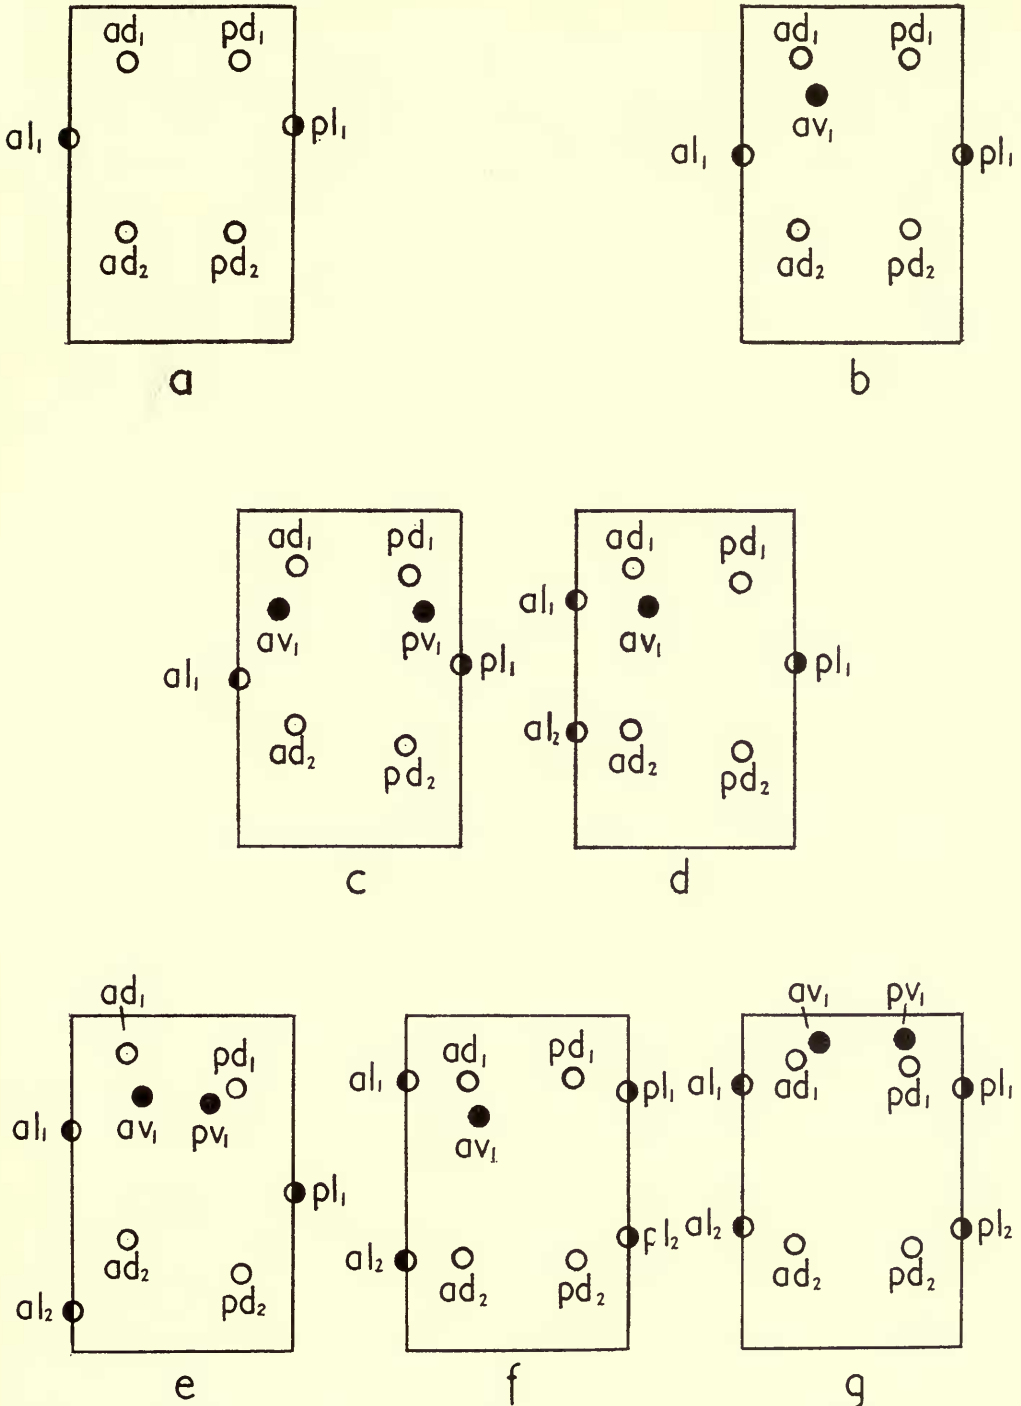 ad₁ pd₁
al₁ pl₁
ad₂ pd₂
a
ad₁ pd₁
av₁
al₁ pl₁
ad₂ pd₂
b
ad₁ pd₁
av₁ pv₁
al₁ pl₁
ad₂ pd₂
c
ad₁ pd₁
al₁ av₁
pl₁
al₂ ad₂ pd₂
d
ad₁
pd₁
al₁ av₁ pv₁
pl₁
ad₂ pd₂
al₂
e
al₁ ad₁ pd₁ pl₁
av₁
al₂ pl₂
ad₂ pd₂
f
av₁ pv₁
al₁ ad₁ pd₁ pl₁
al₂ pl₂
ad₂ pd₂
g